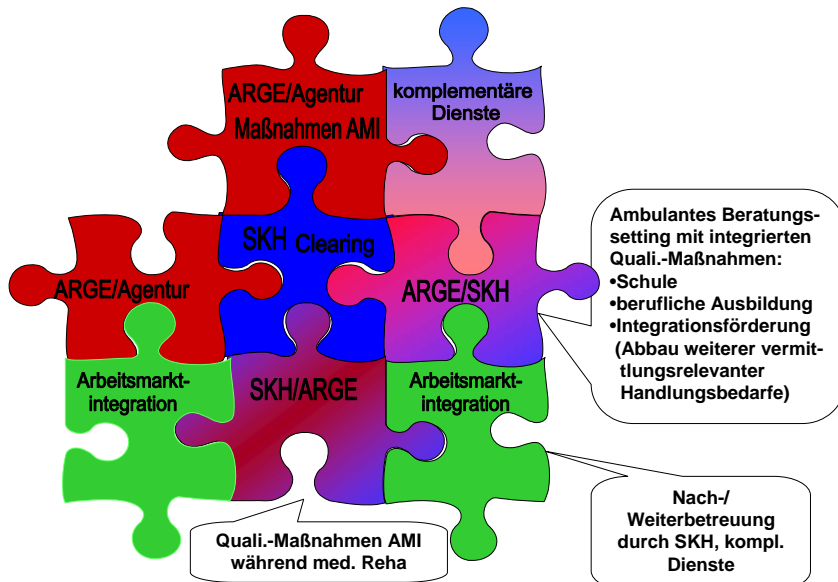 ARGE/Agentur
Maßnahmen AMI
komplementäre
Dienste
ARGE/Agentur
SKH Clearing
ARGE/SKH
Ambulantes Beratungs-
setting mit integrierten
Quali.-Maßnahmen:
•Schule
•berufliche Ausbildung
•Integrationsförderung
(Abbau weiterer vermit-
tlungsrelevanter
Handlungsbedarfe)
Arbeitsmarkt-
integration
SKH/ARGE
Arbeitsmarkt-
integration
Quali.-Maßnahmen AMI
während med. Reha
Nach-/
Weiterbetreuung
durch SKH, kompl.
Dienste